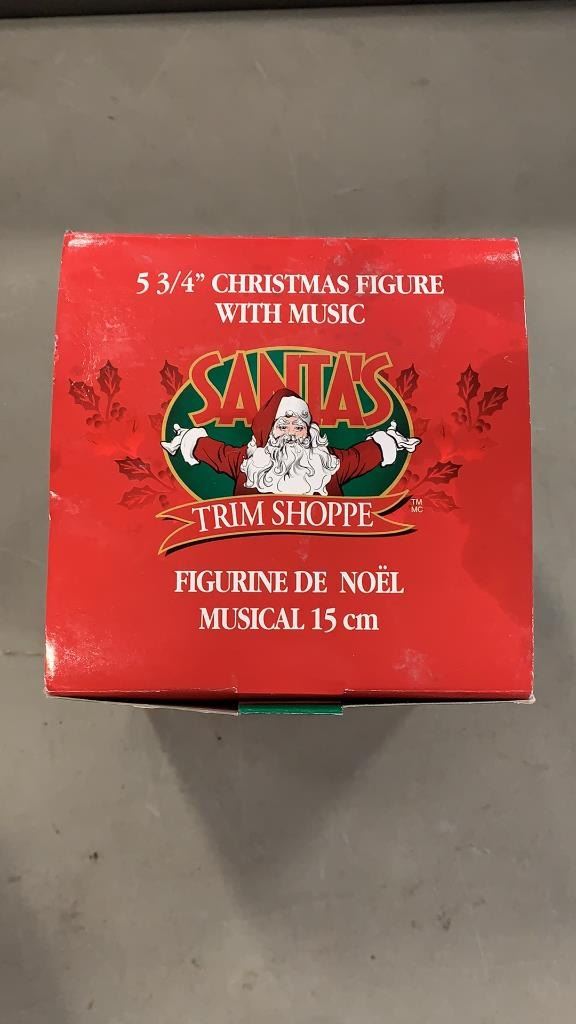 5 3/4” CHRISTMAS FIGURE
WITH MUSIC
SANTA'S
TRIM SHOPPE
TM
MC
FIGURINE DE NOËL
MUSICAL 15 cm